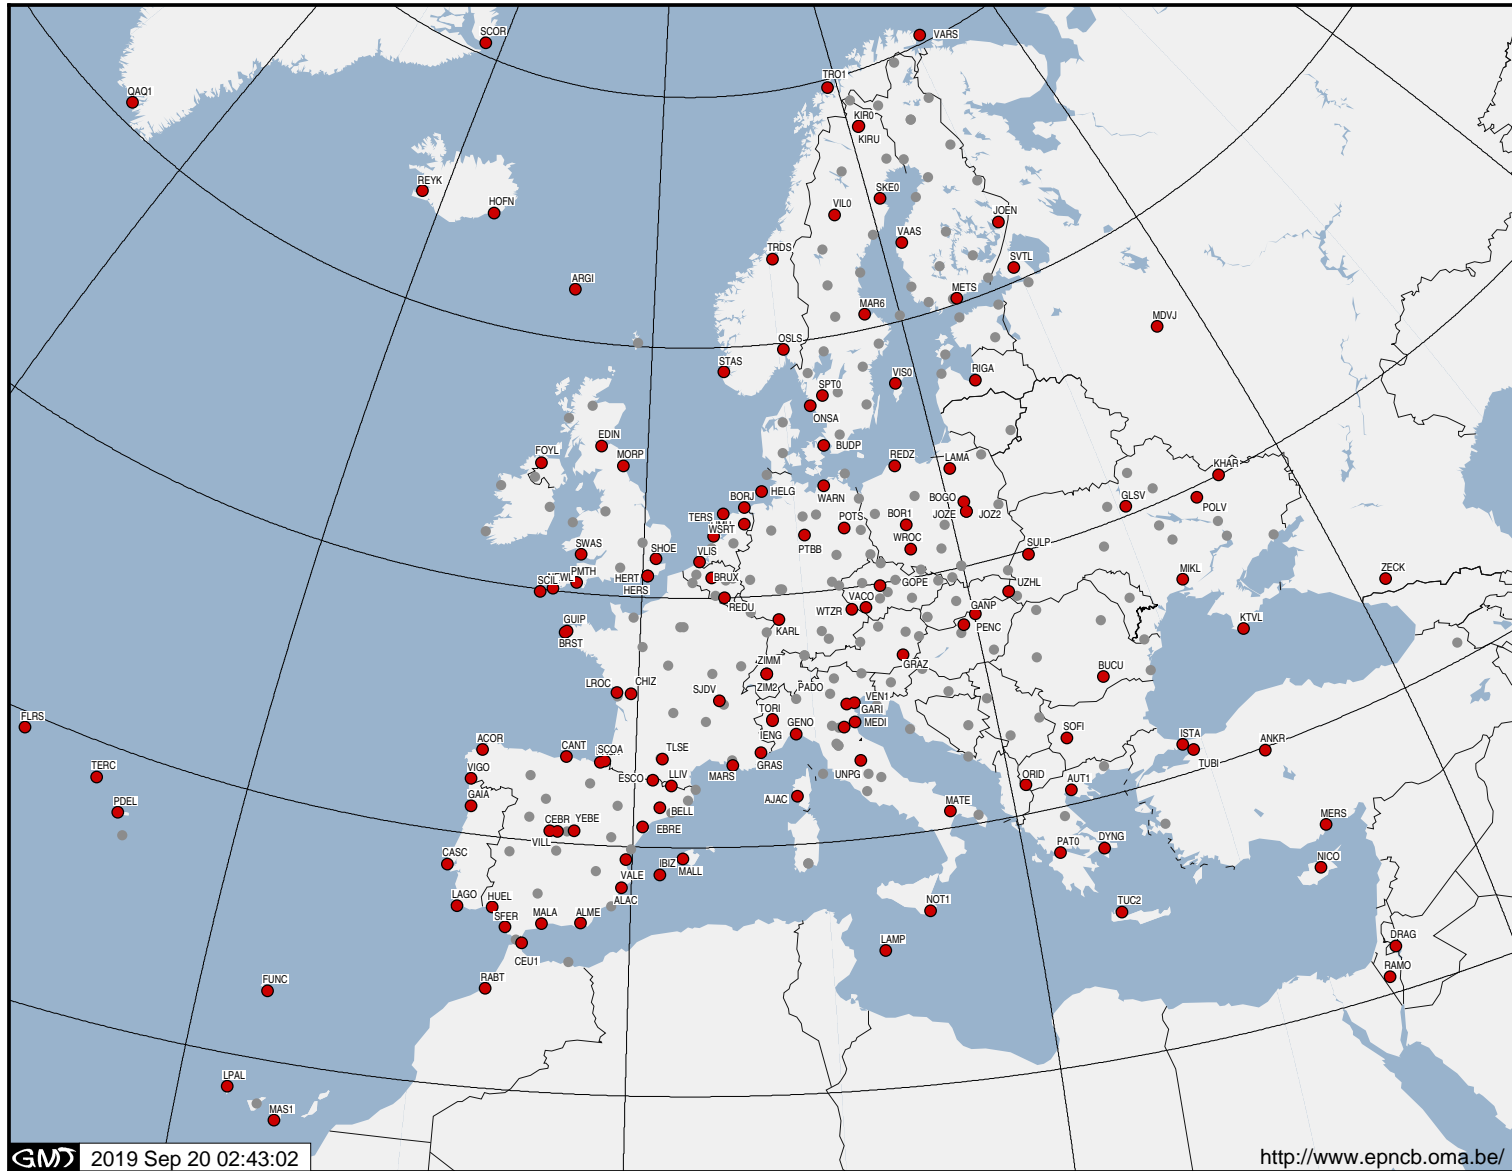 SCOR
VARS
QAQ1
TRO1
KIR0
KIRU
REYK
HOFN
SKE0
VIL0
JOEN
VAAS
TRDS
SVTL
ARGI
METS
MAR6
MDVJ
OSLS
STAS
RIGA
VIS0
SPT0
ONSA
EDIN
BUDP
FOYL
MORP
REDZ
LAMA
KHAR
HELG
WARN
BORJ
BOGO
GLSV
POLV
TERS
JOZE
JOZ2
WSRT
POTS
BOR1
PTBB
WROC
SWAS
SHOE
VLIS
SULP
SCIL
PMTH
HERT
HERS
BRUX
GOPE
UZHL
MIKL
ZECK
REDU
VACO
WTZR
GANP
GUIP
BRST
KARL
PENC
KTVL
ZIMM
GRAZ
BUCU
LROC
CHIZ
SJDV
ZIM2
PADO
VEN1
FLRS
TORI
GARI
GENO
MEDI
SOFI
ISTA
ANKR
ACOR
CANT
SCOA
TLSE
IENG
TUBI
TERC
VIGO
ESCO
LLIV
MARS
GRAS
UNPG
ORID
AUT1
GAIA
AJAC
PDEL
BELL
MATE
MERS
CEBR
YEBE
EBRE
VILL
PAT0
DYNG
CASC
IBIZ
MALL
NICO
VALE
LAGO
HUEL
ALAC
NOT1
TUC2
SFER
MALA
ALME
LAMP
DRAG
CEU1
FUNC
RABT
RAMO
LPAL
MAS1
GMT
2019 Sep 20 02:43:02
http://www.epncb.oma.be/